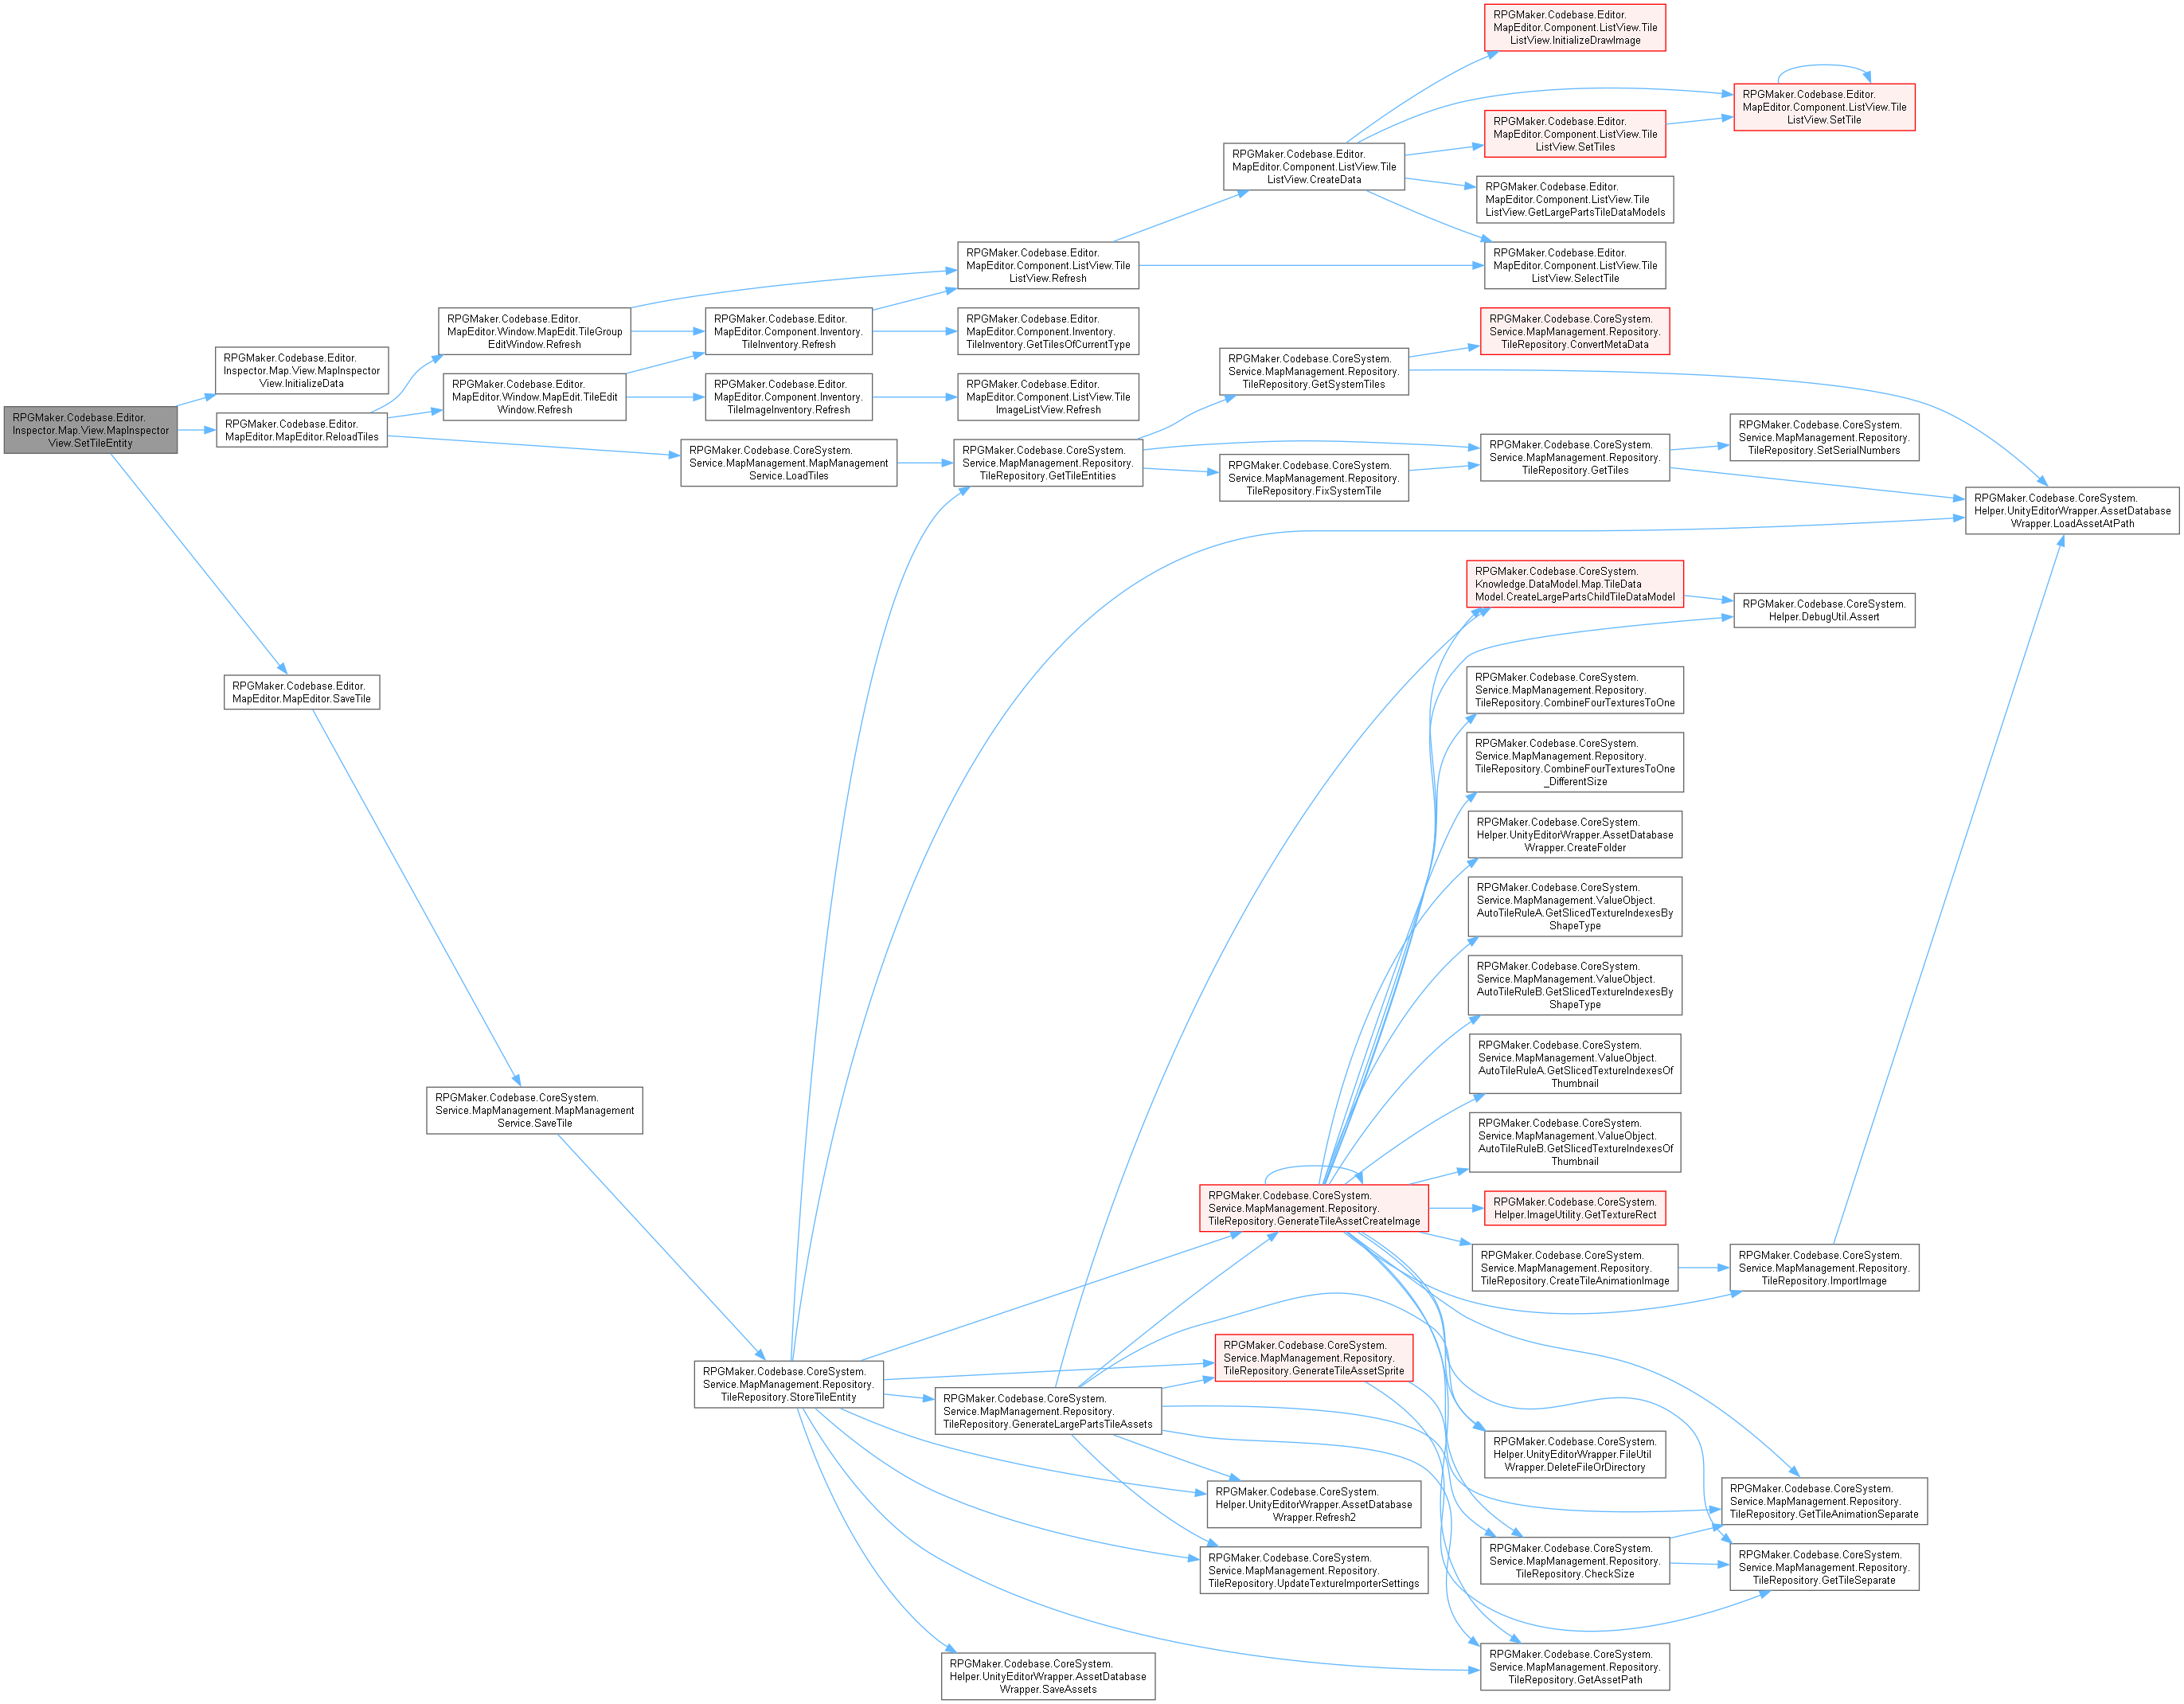 RPGMaker.Codebase.Editor.
Inspector.Map.View.MapInspector
View.SetTileEntity
RPGMaker.Codebase.Editor.
Inspector.Map.View.MapInspector
View.InitializeData
RPGMaker.Codebase.Editor.
MapEditor.MapEditor.ReloadTiles
RPGMaker.Codebase.Editor.
MapEditor.Window.MapEdit.TileGroup
EditWindow.Refresh
RPGMaker.Codebase.Editor.
MapEditor.Component.ListView.Tile
ListView.Refresh
RPGMaker.Codebase.Editor.
MapEditor.Component.ListView.Tile
ListView.CreateData
RPGMaker.Codebase.Editor.
MapEditor.Component.ListView.Tile
ListView.InitializeDrawImage
RPGMaker.Codebase.Editor.
MapEditor.Component.ListView.Tile
ListView.SetTile
RPGMaker.Codebase.Editor.
MapEditor.Component.ListView.Tile
ListView.SetTiles
RPGMaker.Codebase.Editor.
MapEditor.Component.ListView.Tile
ListView.GetLargePartsTileDataModels
RPGMaker.Codebase.Editor.
MapEditor.Component.ListView.Tile
ListView.SelectTile
RPGMaker.Codebase.Editor.
MapEditor.Component.Inventory.
TileInventory.Refresh
RPGMaker.Codebase.Editor.
MapEditor.Component.Inventory.
TileInventory.GetTilesOfCurrentType
RPGMaker.Codebase.Editor.
MapEditor.Window.MapEdit.TileEdit
Window.Refresh
RPGMaker.Codebase.Editor.
MapEditor.Component.Inventory.
TileImageInventory.Refresh
RPGMaker.Codebase.Editor.
MapEditor.Component.ListView.Tile
ImageListView.Refresh
RPGMaker.Codebase.CoreSystem.
Service.MapManagement.MapManagement
Service.LoadTiles
RPGMaker.Codebase.CoreSystem.
Service.MapManagement.Repository.
TileRepository.GetTileEntities
RPGMaker.Codebase.CoreSystem.
Service.MapManagement.Repository.
TileRepository.GetSystemTiles
RPGMaker.Codebase.CoreSystem.
Service.MapManagement.Repository.
TileRepository.ConvertMetaData
RPGMaker.Codebase.CoreSystem.
Service.MapManagement.Repository.
TileRepository.FixSystemTile
RPGMaker.Codebase.CoreSystem.
Service.MapManagement.Repository.
TileRepository.GetTiles
RPGMaker.Codebase.CoreSystem.
Service.MapManagement.Repository.
TileRepository.SetSerialNumbers
RPGMaker.Codebase.CoreSystem.
Helper.UnityEditorWrapper.AssetDatabase
Wrapper.LoadAssetAtPath
RPGMaker.Codebase.Editor.
MapEditor.MapEditor.SaveTile
RPGMaker.Codebase.CoreSystem.
Service.MapManagement.MapManagement
Service.SaveTile
RPGMaker.Codebase.CoreSystem.
Service.MapManagement.Repository.
TileRepository.StoreTileEntity
RPGMaker.Codebase.CoreSystem.
Knowledge.DataModel.Map.TileData
Model.CreateLargePartsChildTileDataModel
RPGMaker.Codebase.CoreSystem.
Helper.DebugUtil.Assert
RPGMaker.Codebase.CoreSystem.
Service.MapManagement.Repository.
TileRepository.CombineFourTexturesToOne
RPGMaker.Codebase.CoreSystem.
Service.MapManagement.Repository.
TileRepository.CombineFourTexturesToOne
_DifferentSize
RPGMaker.Codebase.CoreSystem.
Helper.UnityEditorWrapper.AssetDatabase
Wrapper.CreateFolder
RPGMaker.Codebase.CoreSystem.
Service.MapManagement.ValueObject.
AutoTileRuleA.GetSlicedTextureIndexesBy
ShapeType
RPGMaker.Codebase.CoreSystem.
Service.MapManagement.ValueObject.
AutoTileRuleB.GetSlicedTextureIndexesBy
ShapeType
RPGMaker.Codebase.CoreSystem.
Service.MapManagement.ValueObject.
AutoTileRuleA.GetSlicedTextureIndexesOf
Thumbnail
RPGMaker.Codebase.CoreSystem.
Service.MapManagement.ValueObject.
AutoTileRuleB.GetSlicedTextureIndexesOf
Thumbnail
RPGMaker.Codebase.CoreSystem.
Service.MapManagement.Repository.
TileRepository.GenerateTileAssetCreateImage
RPGMaker.Codebase.CoreSystem.
Helper.ImageUtility.GetTextureRect
RPGMaker.Codebase.CoreSystem.
Service.MapManagement.Repository.
TileRepository.CreateTileAnimationImage
RPGMaker.Codebase.CoreSystem.
Service.MapManagement.Repository.
TileRepository.ImportImage
RPGMaker.Codebase.CoreSystem.
Service.MapManagement.Repository.
TileRepository.GenerateTileAssetSprite
RPGMaker.Codebase.CoreSystem.
Service.MapManagement.Repository.
TileRepository.GenerateLargePartsTileAssets
RPGMaker.Codebase.CoreSystem.
Helper.UnityEditorWrapper.FileUtil
Wrapper.DeleteFileOrDirectory
RPGMaker.Codebase.CoreSystem.
Helper.UnityEditorWrapper.AssetDatabase
Wrapper.Refresh2
RPGMaker.Codebase.CoreSystem.
Service.MapManagement.Repository.
TileRepository.GetTileAnimationSeparate
RPGMaker.Codebase.CoreSystem.
Service.MapManagement.Repository.
TileRepository.UpdateTextureImporterSettings
RPGMaker.Codebase.CoreSystem.
Service.MapManagement.Repository.
TileRepository.CheckSize
RPGMaker.Codebase.CoreSystem.
Service.MapManagement.Repository.
TileRepository.GetTileSeparate
RPGMaker.Codebase.CoreSystem.
Helper.UnityEditorWrapper.AssetDatabase
Wrapper.SaveAssets
RPGMaker.Codebase.CoreSystem.
Service.MapManagement.Repository.
TileRepository.GetAssetPath